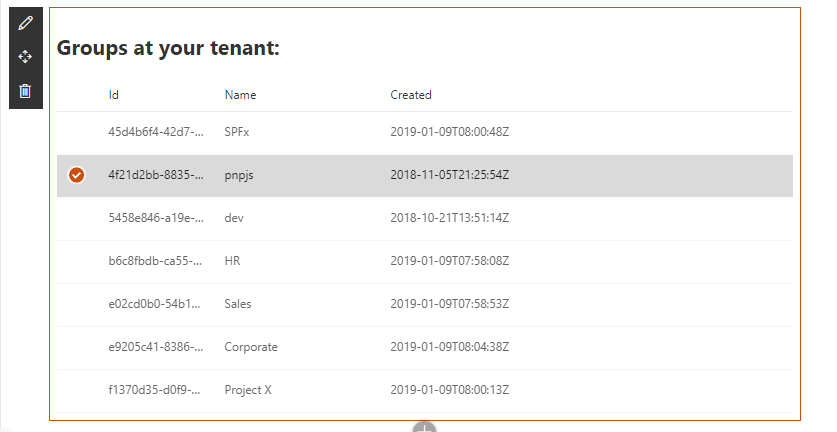 Groups at your tenant:
Id Name Created
45d4b6f4-42d7-... SPFx 2019-01-09T08:00:48Z
4f21d2bb-8835-... pnpjs 2018-11-05T21:25:54Z
5458e846-a19e-... dev 2018-10-21T13:51:14Z
b6c8fbdb-ca55-... HR 2019-01-09T07:58:08Z
e02cd0b0-54b1... Sales 2019-01-09T07:58:53Z
e9205c41-8386-... Corporate 2019-01-09T08:04:38Z
f1370d35-d0f9-... Project X 2019-01-09T08:00:13Z